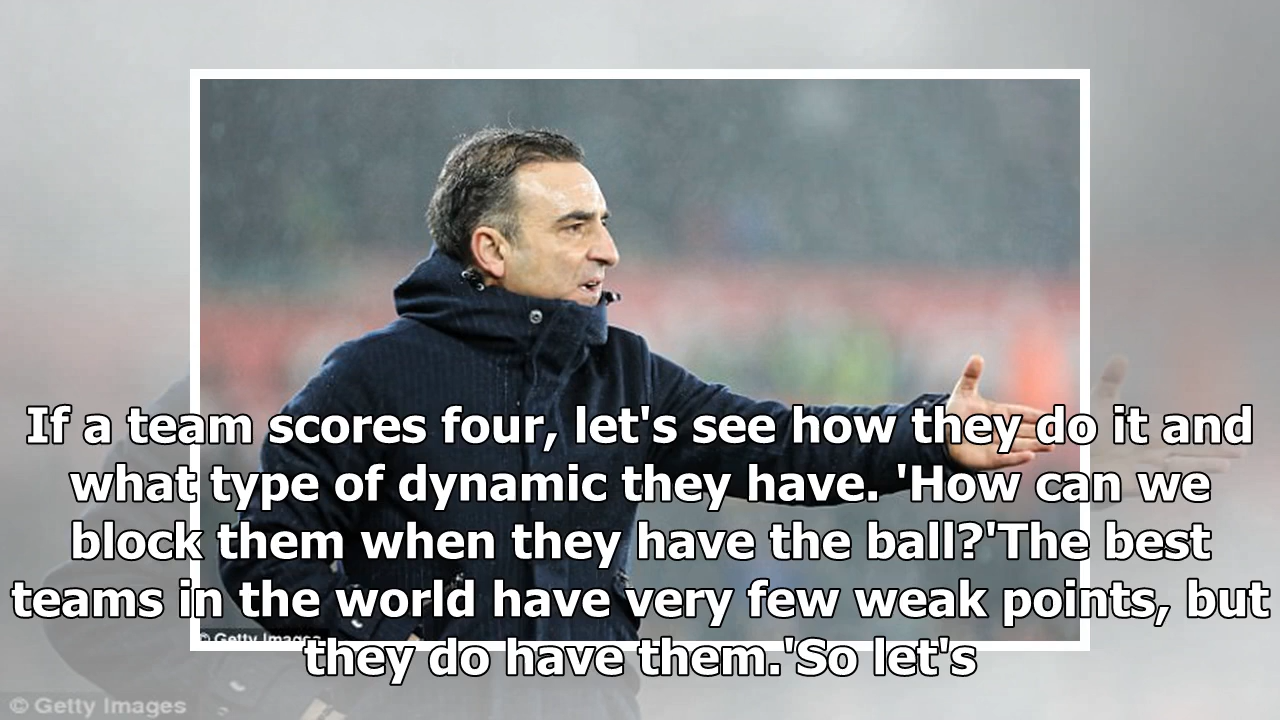 If a team scores four, let's see how they do it and
what type of dynamic they have. 'How can we
block them when they have the ball?'The best
teams in the world have very few weak points, but
they do have them.'So let's
© Getty Images
© Getty Images